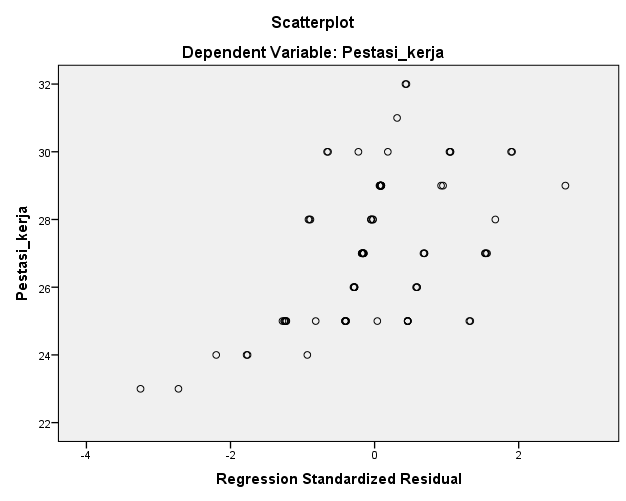 Scatterplot
Dependent Variable: Pestasi_kerja
32
30
28
26
24
22
Pestasi_kerja
-4
-2
0
2
Regression Standardized Residual